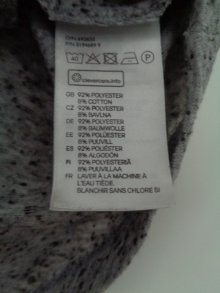 40
P
clevercare.info
GB 92% POLYESTER
8% COTTON
CZ 92% POLYESTER
8% BAVLNA
DE 92% POLYESTER
8% BAUMWOLLE
EE 92% POLÜESTER
8% PUUVILL
ES 92% POLIÉSTER
8% ALGODÓN
FI 92% POLYESTERIÄ
8% PUUVILLAA
FR LAVER À LA MACHINE À
L'EAU TIÈDE.
BLANCHIR SANS CHLORE SI